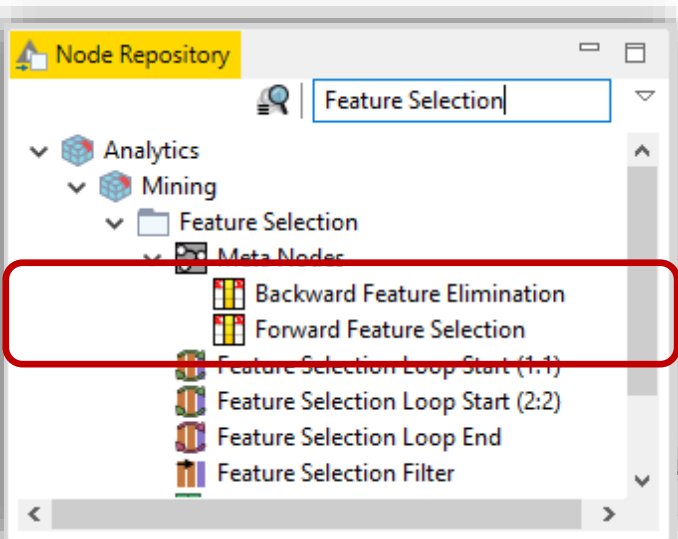 Node Repository
Feature Selection
Analytics
Mining
Feature Selection
Meta Nodes
Backward Feature Elimination
Forward Feature Selection
Feature Selection Loop Start (1:1)
Feature Selection Loop Start (2:2)
Feature Selection Loop End
Feature Selection Filter